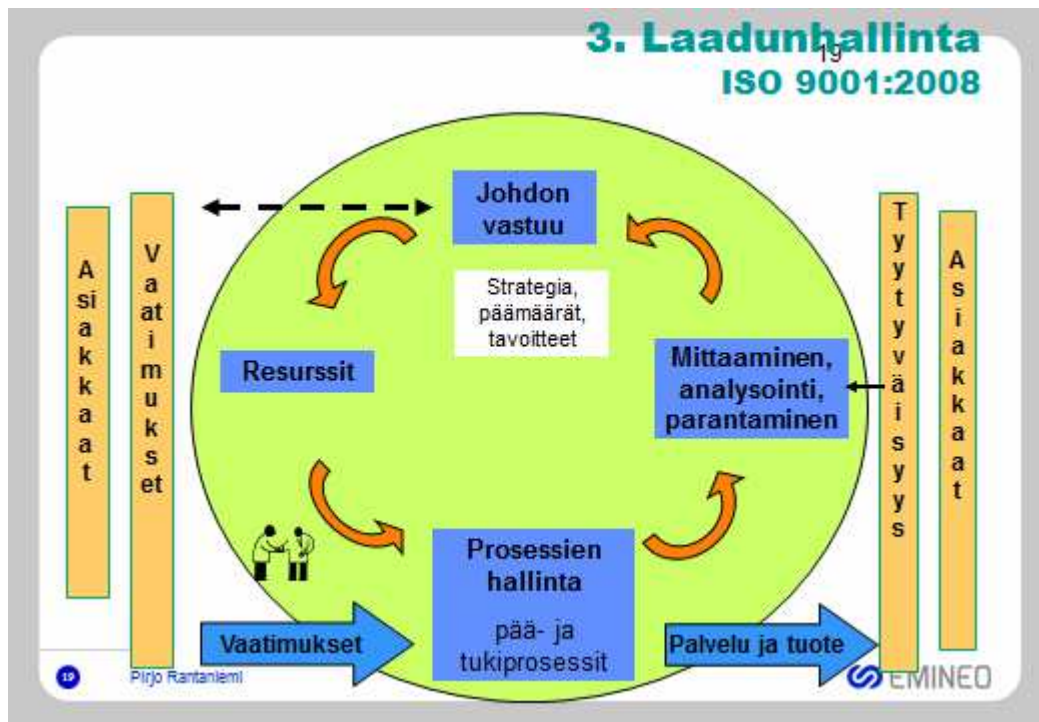 3. Laadunhallinta
19
ISO 9001:2008
Asiakkaat
Vaatimukset
Johdon
vastuu
Strategia,
päämäärät,
tavoitteet
Resurssit
Mittaaminen,
analysointi,
parantaminen
Tyytyväisyys
Asiakkaat
Prosessien
hallinta
pää- ja
tukiprosessit
Vaatimukset
Palvelu ja tuote
19
Pirjo Rantaniemi
EMINEO